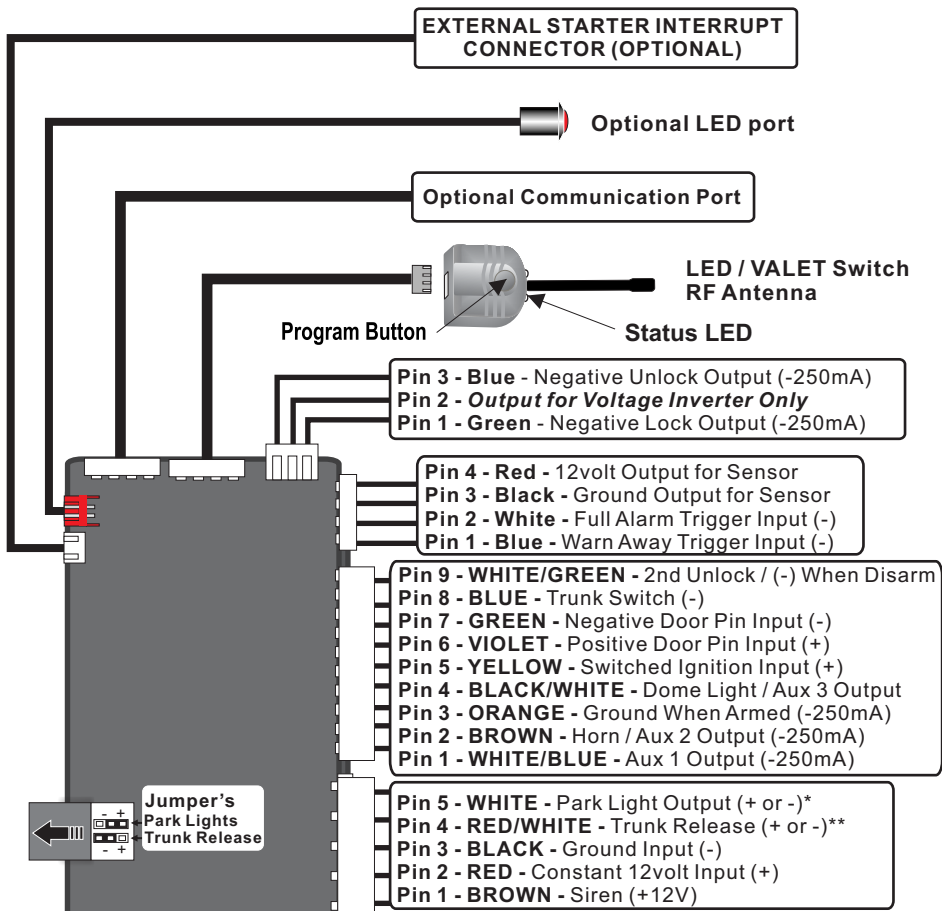 EXTERNAL STARTER INTERRUPT
CONNECTOR (OPTIONAL)
Optional LED port
Optional Communication Port
LED / VALET Switch
RF Antenna
Program Button
Status LED
Pin 3 - Blue - Negative Unlock Output (-250mA)
Pin 2 - Output for Voltage Inverter Only
Pin 1 - Green - Negative Lock Output (-250mA)
Pin 4 - Red - 12volt Output for Sensor
Pin 3 - Black - Ground Output for Sensor
Pin 2 - White - Full Alarm Trigger Input (-)
Pin 1 - Blue - Warn Away Trigger Input (-)
Pin 9 - WHITE/GREEN - 2nd Unlock / (-) When Disarm
Pin 8 - BLUE - Trunk Switch (-)
Pin 7 - GREEN - Negative Door Pin Input (-)
Pin 6 - VIOLET - Positive Door Pin Input (+)
Pin 5 - YELLOW - Switched Ignition Input (+)
Pin 4 - BLACK/WHITE - Dome Light / Aux 3 Output
Pin 3 - ORANGE - Ground When Armed (-250mA)
Pin 2 - BROWN - Horn / Aux 2 Output (-250mA)
Pin 1 - WHITE/BLUE - Aux 1 Output (-250mA)
Jumper's
- +
Park Lights
Trunk Release
- +
Pin 5 - WHITE - Park Light Output (+ or -)*
Pin 4 - RED/WHITE - Trunk Release (+ or -)**
Pin 3 - BLACK - Ground Input (-)
Pin 2 - RED - Constant 12volt Input (+)
Pin 1 - BROWN - Siren (+12V)